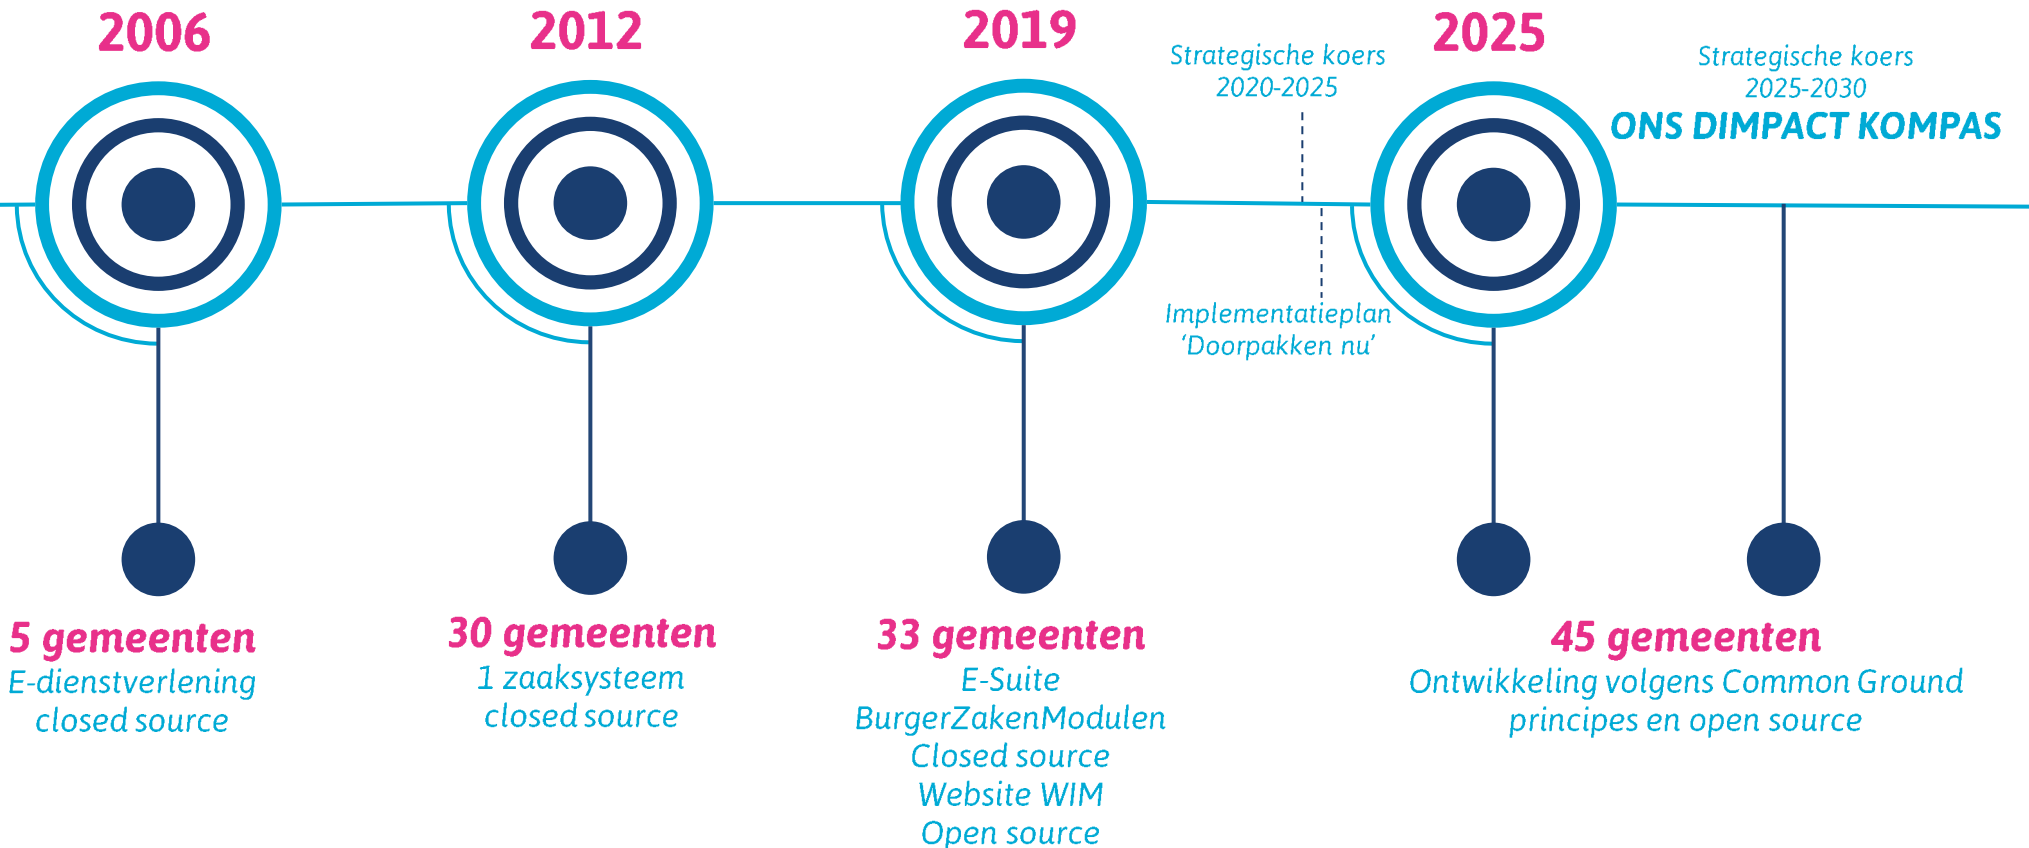 2006
2012
2019
Strategische koers
2020-2025
2025
Strategische koers
2025-2030
ONS DIMPACT KOMPAS
Implementatieplan
‘Doorpakken nu’
5 gemeenten
E-dienstverlening
closed source
30 gemeenten
1 zaaksysteem
closed source
33 gemeenten
E-Suite
BurgerZakenModulen
Closed source
Website WIM
Open source
45 gemeenten
Ontwikkeling volgens Common Ground
principes en open source